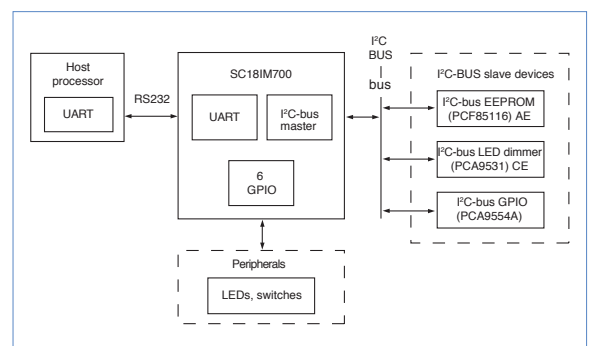 Host
processor
UART
RS232
SC18IM700
UART
I²C-bus
master
6
GPIO
Peripherals
LEDs, switches
I²C
BUS
bus
I²C-BUS slave devices
I²C-bus EEPROM
(PCF85116) AE
I²C-bus LED dimmer
(PCA9531) CE
I²C-bus GPIO
(PCA9554A)